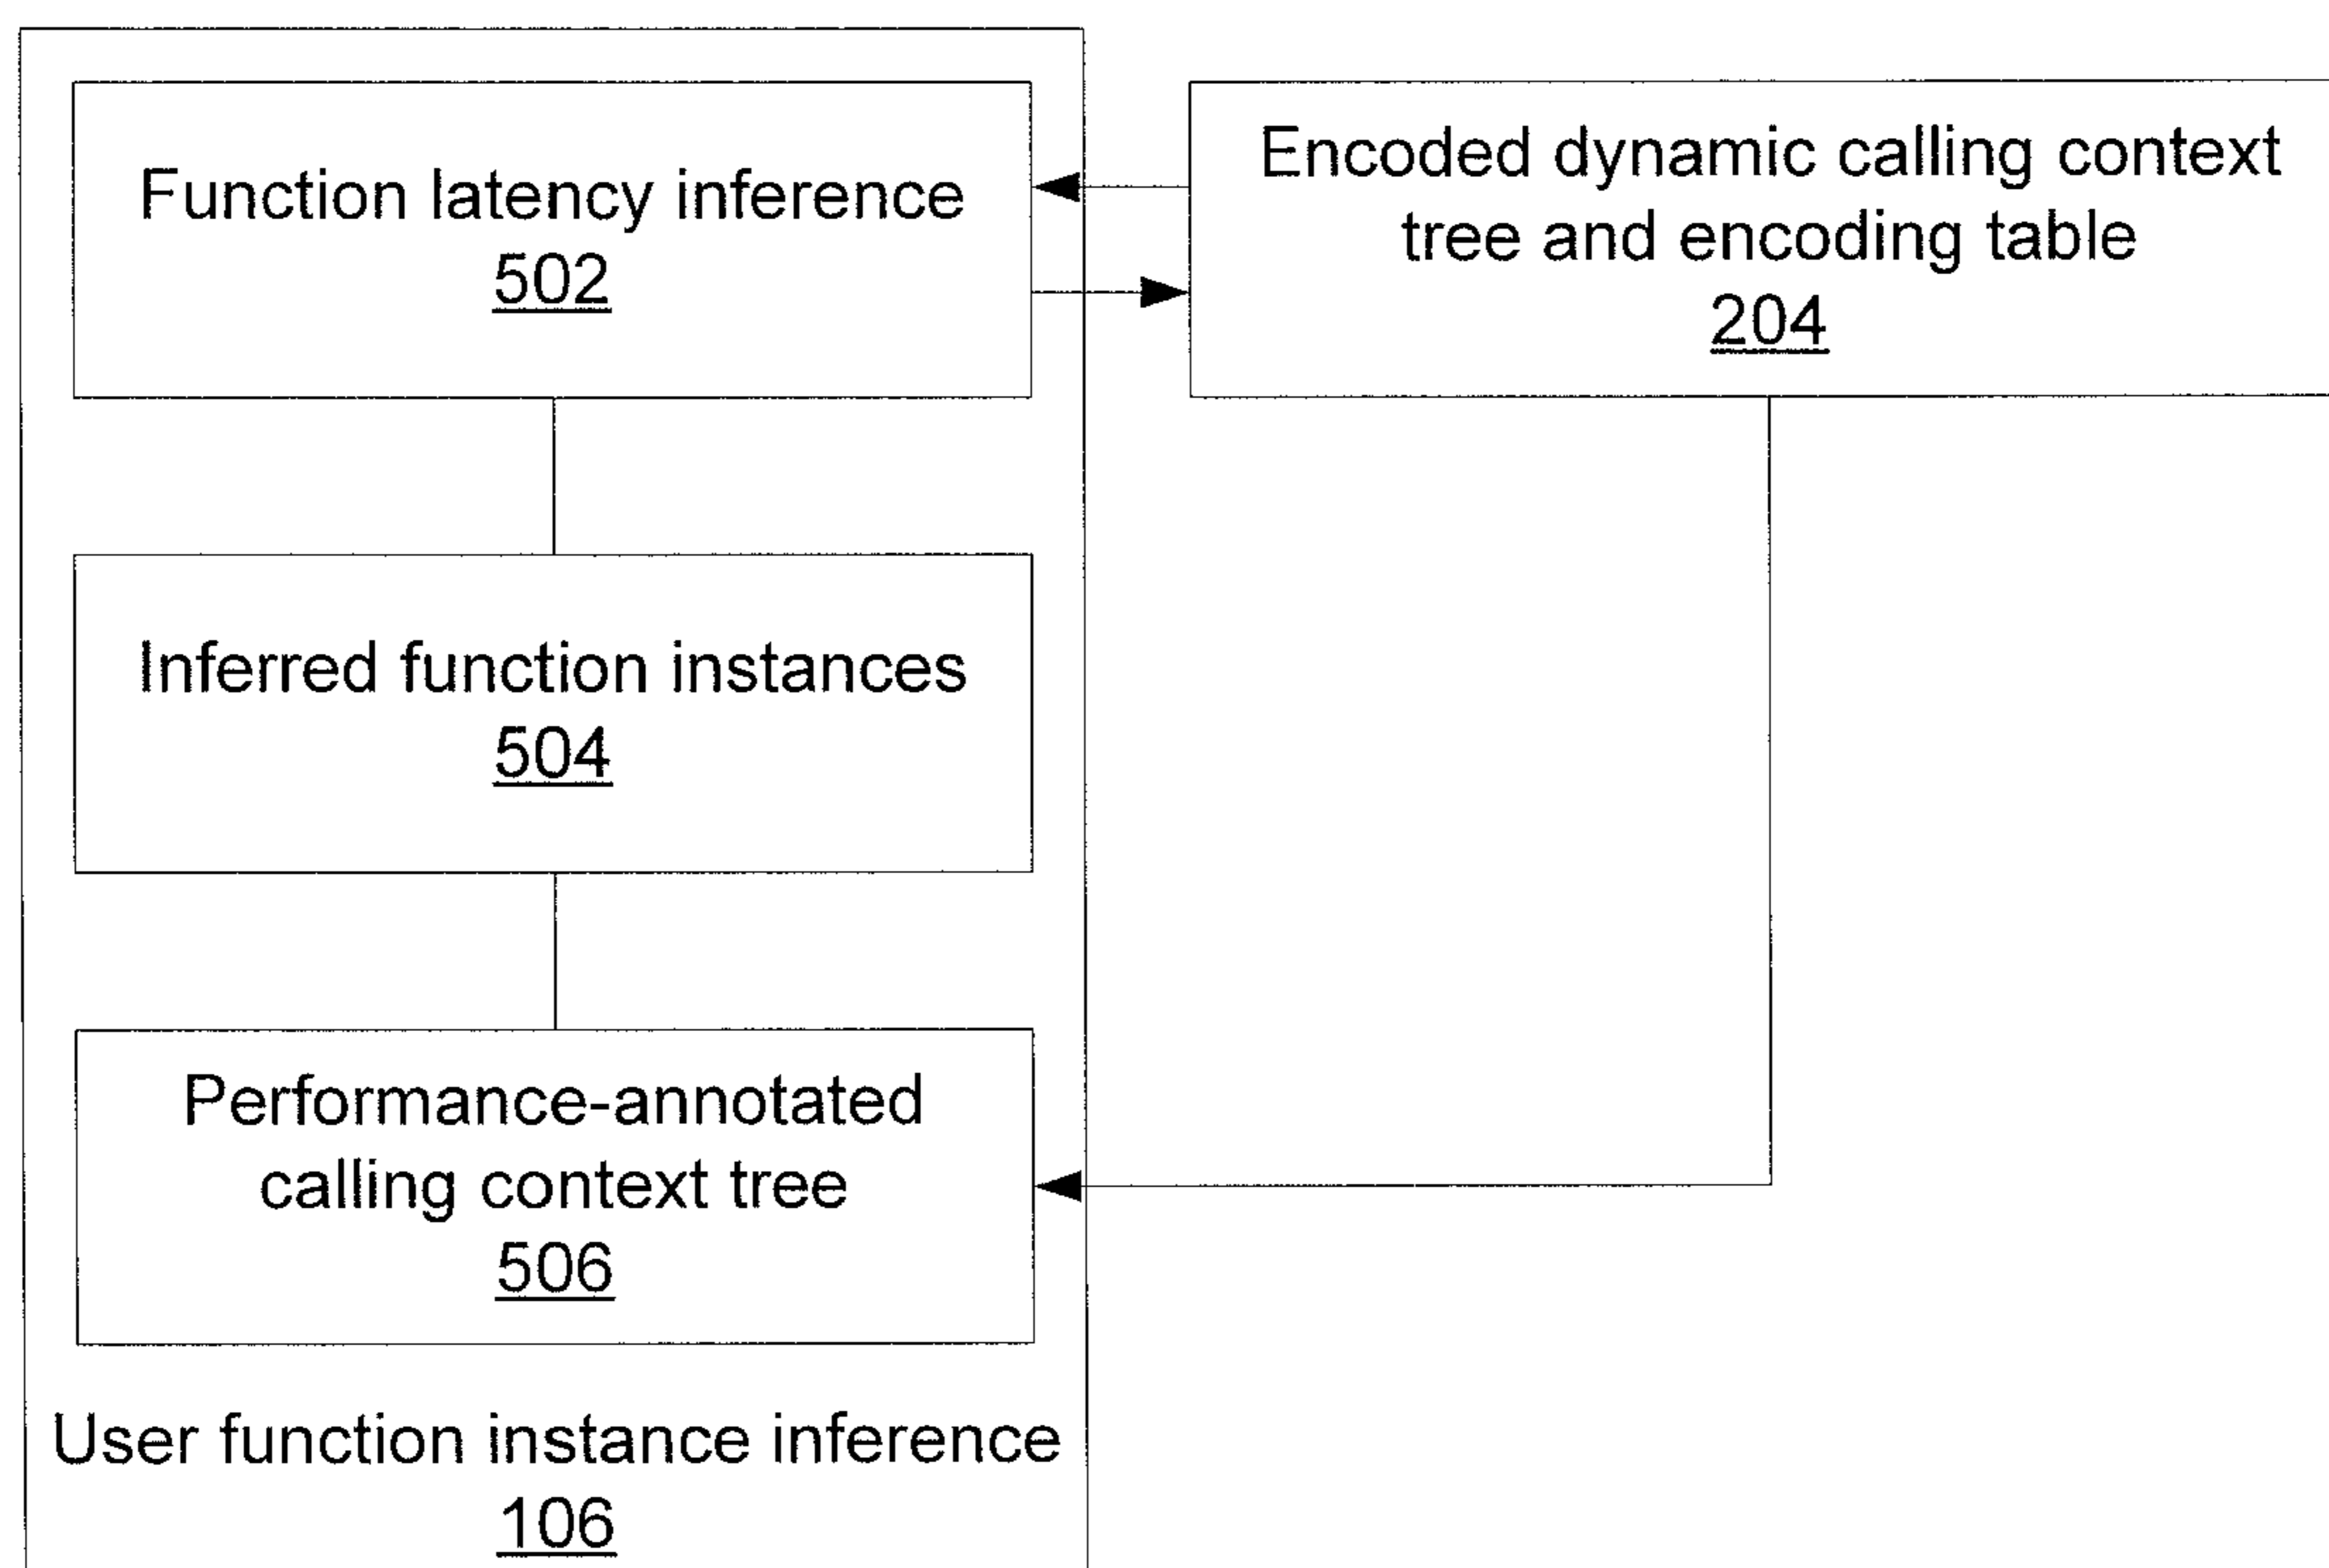 Function latency inference
502
Encoded dynamic calling context
tree and encoding table
204
Inferred function instances
504
Performance-annotated
calling context tree
506
User function instance inference
106